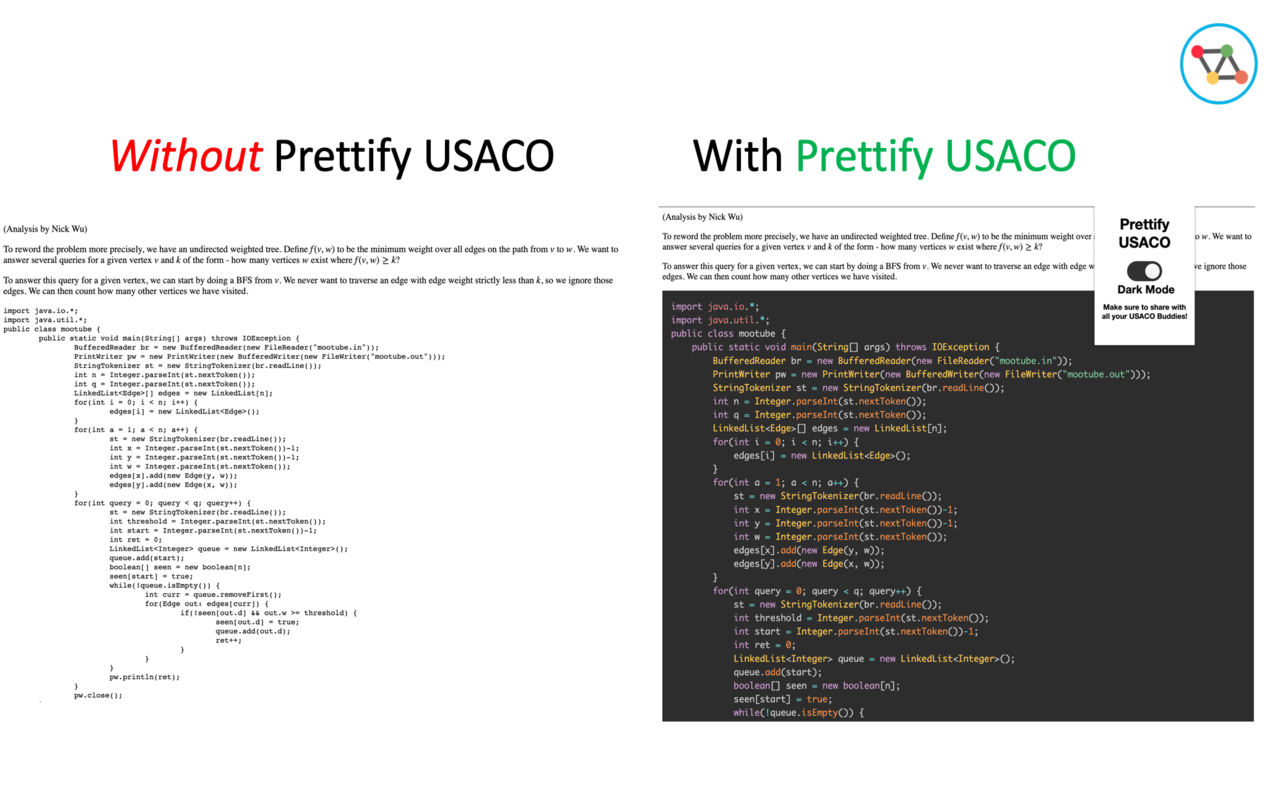 Without Prettify USACO
(Analysis by Nick Wu)
To reword the problem more precisely, we have an undirected weighted tree. Define f(v, w) to be the minimum weight over all edges on the path from v to w. We want to
answer several queries for a given vertex v and k of the form - how many vertices w exist where f(v, w) ≥ k?
To answer this query for a given vertex, we can start by doing a BFS from v. We never want to traverse an edge with edge weight strictly less than k, so we ignore those
edges. We can then count how many other vertices we have visited.
import java.io.*;
import java.util.*;
public class mootube {
public static void main(String[] args) throws IOException {
BufferedReader br = new BufferedReader(new FileReader("mootube.in"));
PrintWriter pw = new PrintWriter(new BufferedWriter(new FileWriter("mootube.out")));
StringTokenizer st = new StringTokenizer(br.readLine());
int n = Integer.parseInt(st.nextToken());
int q = Integer.parseInt(st.nextToken());
LinkedList<Edge>[] edges = new LinkedList[n];
for(int i = 0; i < n; i++) {
edges[i] = new LinkedList<Edge>();
}
for(int a = 1; a < n; a++) {
st = new StringTokenizer(br.readLine());
int x = Integer.parseInt(st.nextToken())-1;
int y = Integer.parseInt(st.nextToken())-1;
int w = Integer.parseInt(st.nextToken());
edges[x].add(new Edge(y, w));
edges[y].add(new Edge(x, w));
}
for(int query = 0; query < q; query++) {
st = new StringTokenizer(br.readLine());
int threshold = Integer.parseInt(st.nextToken());
int start = Integer.parseInt(st.nextToken())-1;
int ret = 0;
LinkedList<Integer> queue = new LinkedList<Integer>();
queue.add(start);
boolean[] seen = new boolean[n];
seen[start] = true;
while(!queue.isEmpty()) {
int curr = queue.removeFirst();
for(Edge out: edges[curr]) {
if(!seen[out.d] && out.w >= threshold) {
seen[out.d] = true;
queue.add(out.d);
ret++;
}
}
}
pw.println(ret);
}
pw.close();
With Prettify USACO
(Analysis by Nick Wu)
To reword the problem more precisely, we have an undirected weighted tree. Define f(v, w) to be the minimum weight over
o w. We want to
answer several queries for a given vertex v and k of the form - how many vertices w exist where f(v, w) ≥ k?
To answer this query for a given vertex, we can start by doing a BFS from v. We never want to traverse an edge with edge w
we ignore those
edges. We can then count how many other vertices we have visited.
Prettify
USACO
Dark Mode
Make sure to share with
all your USACO Buddies!
import java.io.*;
import java.util.*;
public class mootube {
public static void main(String[] args) throws IOException {
BufferedReader br = new BufferedReader(new FileReader("mootube.in"));
PrintWriter pw = new PrintWriter(new BufferedWriter(new FileWriter("mootube.out")));
StringTokenizer st = new StringTokenizer(br.readLine());
int n = Integer.parseInt(st.nextToken());
int q = Integer.parseInt(st.nextToken());
LinkedList<Edge>[] edges = new LinkedList[n];
for(int i = 0; i < n; i++) {
edges[i] = new LinkedList<Edge>();
}
for(int a = 1; a < n; a++) {
st = new StringTokenizer(br.readLine());
int x = Integer.parseInt(st.nextToken())-1;
int y = Integer.parseInt(st.nextToken())-1;
int w = Integer.parseInt(st.nextToken());
edges[x].add(new Edge(y, w));
edges[y].add(new Edge(x, w));
}
for(int query = 0; query < q; query++) {
st = new StringTokenizer(br.readLine());
int threshold = Integer.parseInt(st.nextToken());
int start = Integer.parseInt(st.nextToken())-1;
int ret = 0;
LinkedList<Integer> queue = new LinkedList<Integer>();
queue.add(start);
boolean[] seen = new boolean[n];
seen[start] = true;
while(!queue.isEmpty()) {